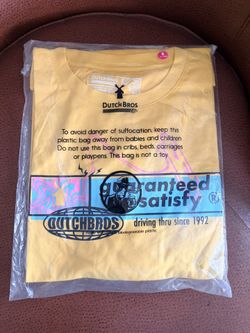 DUTCH BROS
To avoid danger of suffocation, keep this
plastic bag away from babies and children
Do not use this bag in cribs, beds, carriages
or playpens. This bag is not a toy
guaranteed
satisfy ®
DUTCH BROS
driving thru since 1992